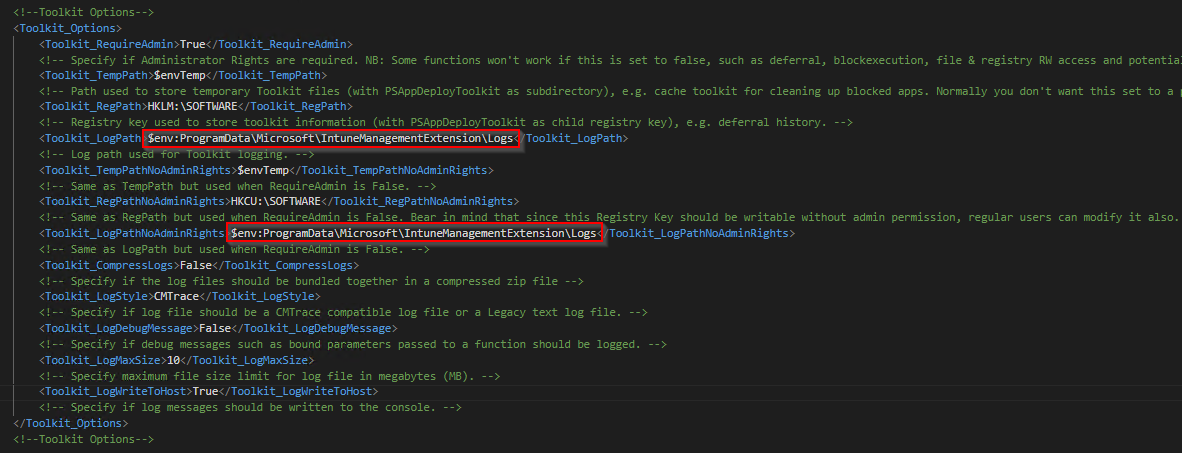 <!--Toolkit Options-->
<Toolkit_Options>
<Toolkit_RequireAdmin>True</Toolkit_RequireAdmin>
<!-- Specify if Administrator Rights are required. NB: Some functions won't work if this is set to false, such as deferral, blockexecution, file & registry RW access and potential
<Toolkit_TempPath>$envTemp</Toolkit_TempPath>
<!-- Path used to store temporary Toolkit files (with PSAppDeployToolkit as subdirectory), e.g. cache toolkit for cleaning up blocked apps. Normally you don't want this set to a
<Toolkit_RegPath>HKLM:\SOFTWARE</Toolkit_RegPath>
<!-- Registry key used to store toolkit information (with PSAppDeployToolkit as child registry key), e.g. deferral history. -->
<Toolkit_LogPath>$env:ProgramData\Microsoft\IntuneManagementExtension\Logs</Toolkit_LogPath>
<!-- Log path used for Toolkit logging. -->
<Toolkit_TempPathNoAdminRights>$envTemp</Toolkit_TempPathNoAdminRights>
<!-- Same as TempPath but used when RequireAdmin is False. -->
<Toolkit_RegPathNoAdminRights>HKCU:\SOFTWARE</Toolkit_RegPathNoAdminRights>
<!-- Same as RegPath but used when RequireAdmin is False. Bear in mind that since this Registry Key should be writable without admin permission, regular users can modify it also.
<Toolkit_LogPathNoAdminRights>$env:ProgramData\Microsoft\IntuneManagementExtension\Logs</Toolkit_LogPathNoAdminRights>
<!-- Same as LogPath but used when RequireAdmin is False. -->
<Toolkit_CompressLogs>False</Toolkit_CompressLogs>
<!-- Specify if the log files should be bundled together in a compressed zip file -->
<Toolkit_LogStyle>CMTrace</Toolkit_LogStyle>
<!-- Specify if log file should be a CMTrace compatible log file or a Legacy text log file. -->
<Toolkit_LogDebugMessage>False</Toolkit_LogDebugMessage>
<!-- Specify if debug messages such as bound parameters passed to a function should be logged. -->
<Toolkit_LogMaxSize>10</Toolkit_LogMaxSize>
<!-- Specify maximum file size limit for log file in megabytes (MB). -->
<Toolkit_LogWriteToHost>True</Toolkit_LogWriteToHost>
<!-- Specify if log messages should be written to the console. -->
</Toolkit_Options>
<!--Toolkit Options-->